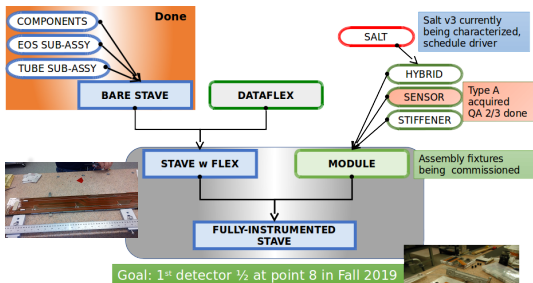 Done
COMPONENTS
EOS SUB-ASSY
TUBE SUB-ASSY
BARE STAVE
DATAFLEX
SALT
Salt v3 currently
being characterized,
schedule driver
HYBRID
SENSOR
STIFFENER
Type A
acquired
QA 2/3 done
STAVE w FLEX
MODULE
Assembly fixtures
being commissioned
FULLY-INSTRUMENTED
STAVE
Goal: 1st detector ½ at point 8 in Fall 2019